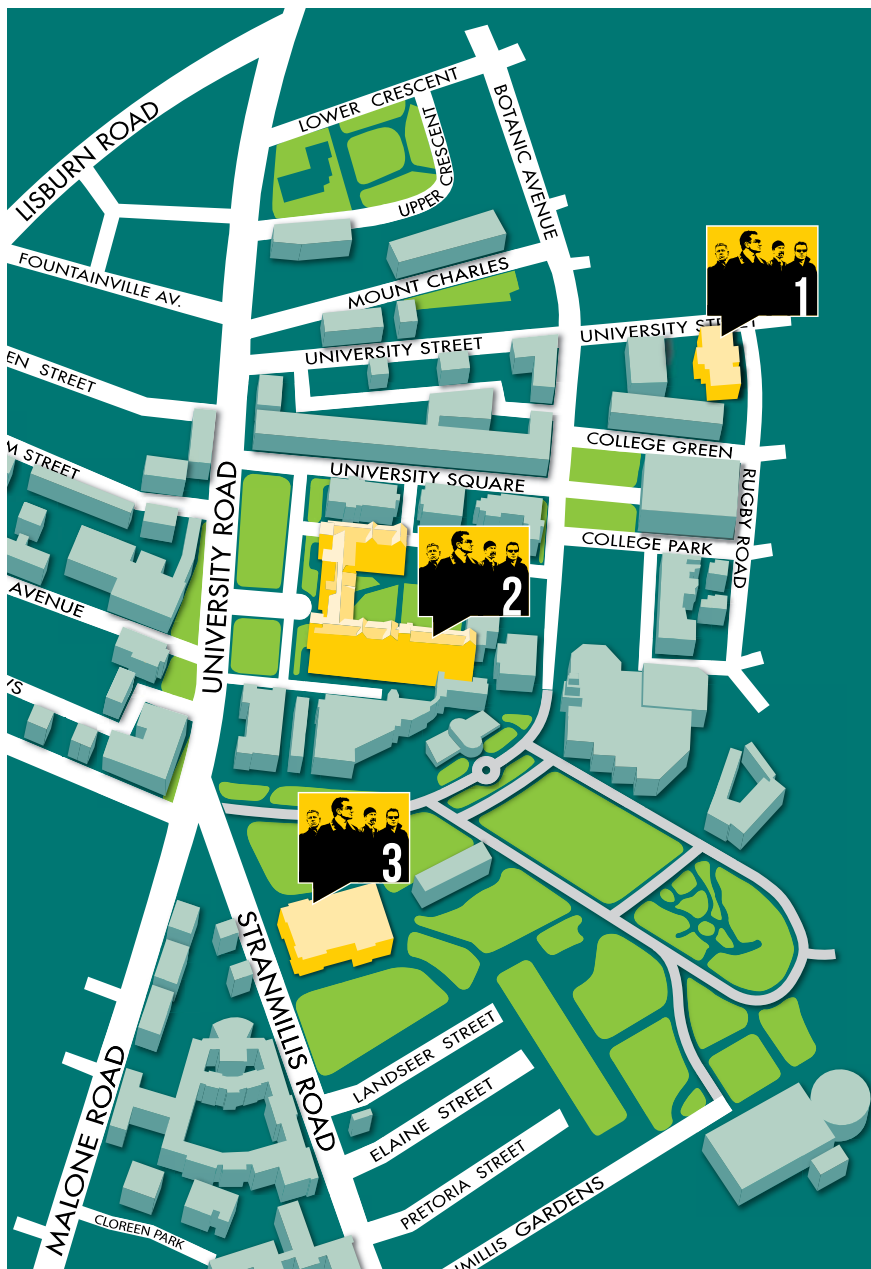 LISBURN ROAD
LOWER CRESCENT
BOTANIC AVENUE
UPPER CRESCENT
FOUNTAINVILLE AV.
MOUNT CHARLES
1
UNIVERSITY STREET
UNIVERSITY STREET
EN STREET
COLLEGE GREEN
M STREET
UNIVERSITY SQUARE
UNIVERSITY ROAD
RUGBY ROAD
COLLEGE PARK
2
AVENUE
VS
3
STRANMILLIS ROAD
LANDSEER STREET
MALONE ROAD
ELAINE STREET
PRETORIA STREET
CLOREEN PARK
MILLIS GARDENS